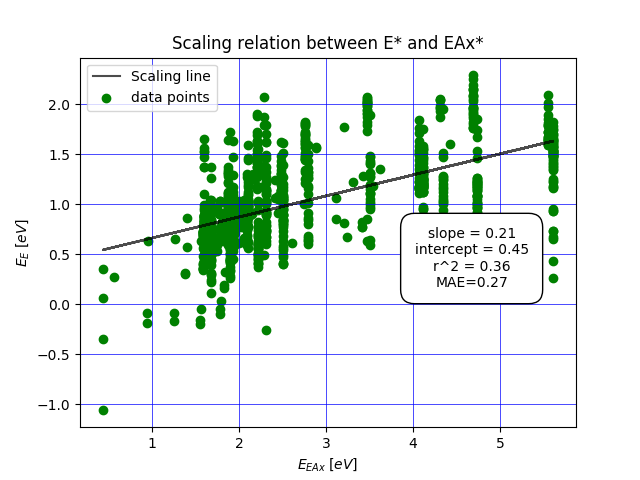 Scaling relation between E* and EAx*
Scaling line
data points
2.0
1.5
1.0
0.5
0.0
−0.5
−1.0
E_E [eV]
slope = 0.21
intercept = 0.45
r^2 = 0.36
MAE=0.27
1 2 3 4 5
E_{EAx} [eV]